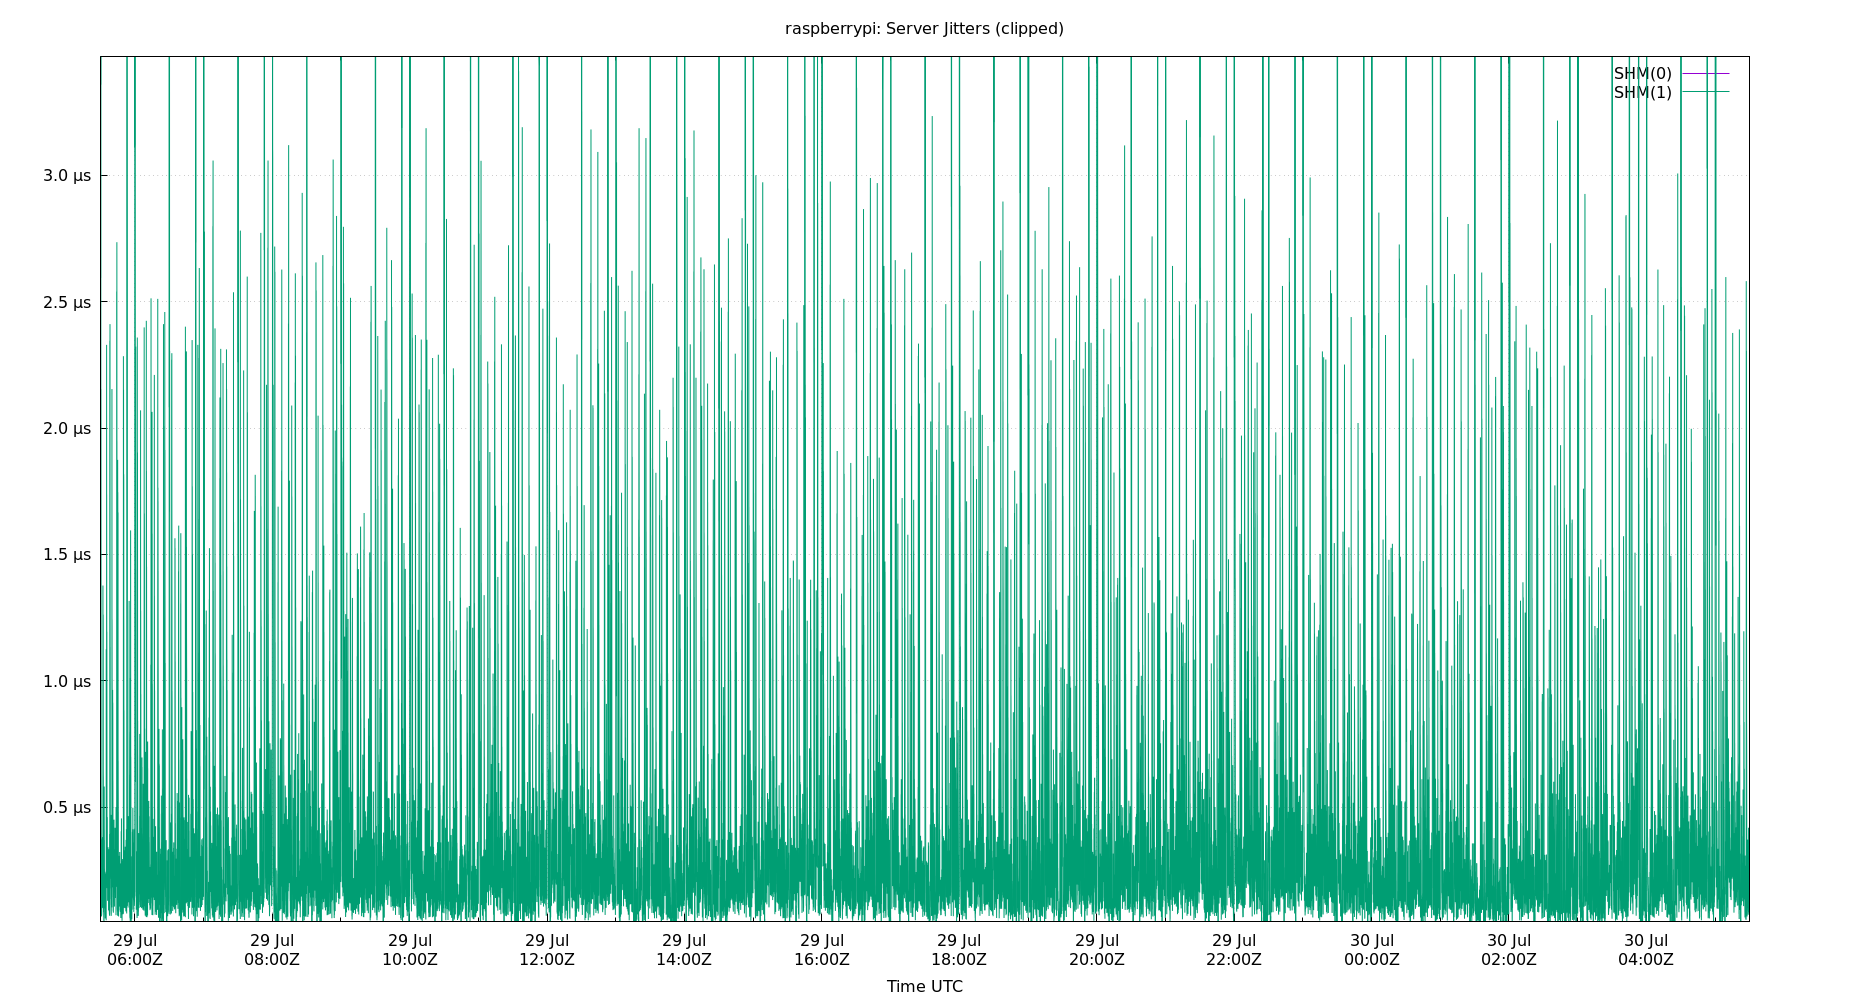 raspberrypi: Server Jitters (clipped)
SHM(0)
SHM(1)
3.0 µs
2.5 µs
2.0 µs
1.5 µs
1.0 µs
0.5 µs
29 Jul 29 Jul 29 Jul 29 Jul 29 Jul 29 Jul 29 Jul 29 Jul 29 Jul 30 Jul 30 Jul 30 Jul
06:00Z 08:00Z 10:00Z 12:00Z 14:00Z 16:00Z 18:00Z 20:00Z 22:00Z 00:00Z 02:00Z 04:00Z
Time UTC